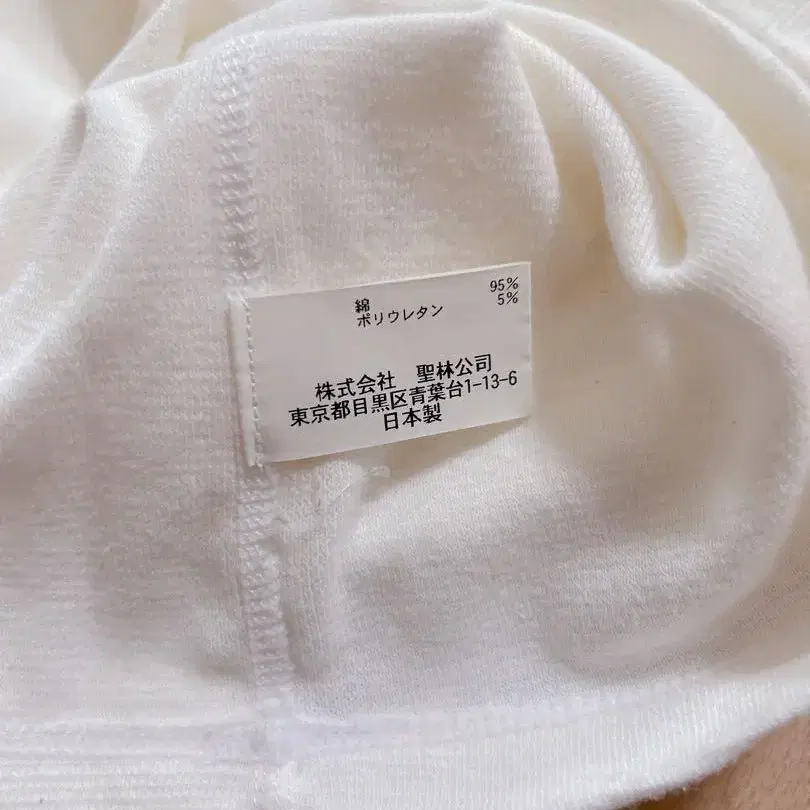 綿 95%
ポリウレタン 5%
株式会社 聖林公司
東京都目黒区青葉台1-13-6
日本製